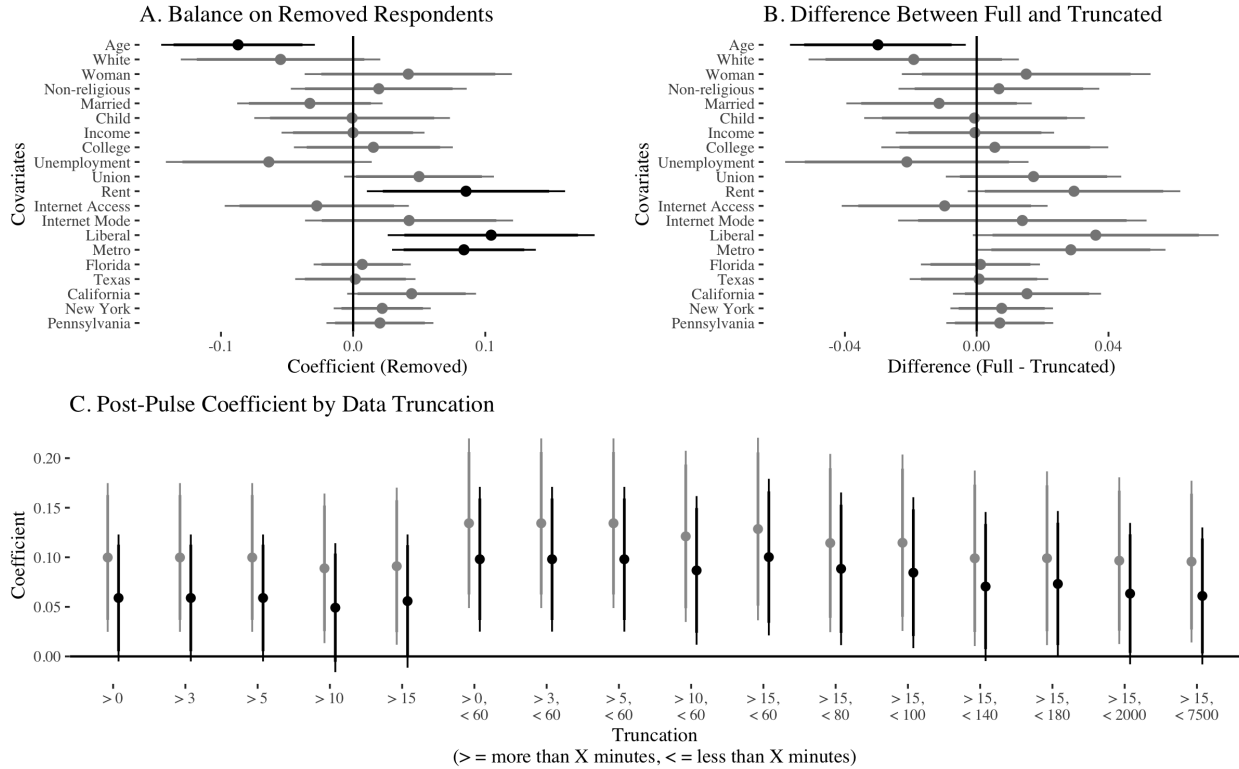 A. Balance on Removed Respondents
Covariates
Age
White
Woman
Non-religious
Married
Child
Income
College
Unemployment
Union
Rent
Internet Access
Internet Mode
Liberal
Metro
Florida
Texas
California
New York
Pennsylvania
-0.1 0.0 0.1
Coefficient (Removed)
B. Difference Between Full and Truncated
Covariates
Age
White
Woman
Non-religious
Married
Child
Income
College
Unemployment
Union
Rent
Internet Access
Internet Mode
Liberal
Metro
Florida
Texas
California
New York
Pennsylvania
-0.04 0.00 0.04
Difference (Full - Truncated)
C. Post-Pulse Coefficient by Data Truncation
Coefficient
0.20
0.15
0.10
0.05
0.00
> 0 > 3 > 5 > 10 > 15 > 0, > 3, > 5, > 10, > 15, > 15, > 15, > 15, > 15, > 15, > 15,
< 60 < 60 < 60 < 60 < 60 < 80 < 100 < 140 < 180 < 2000 < 7500
Truncation
(> = more than X minutes, < = less than X minutes)